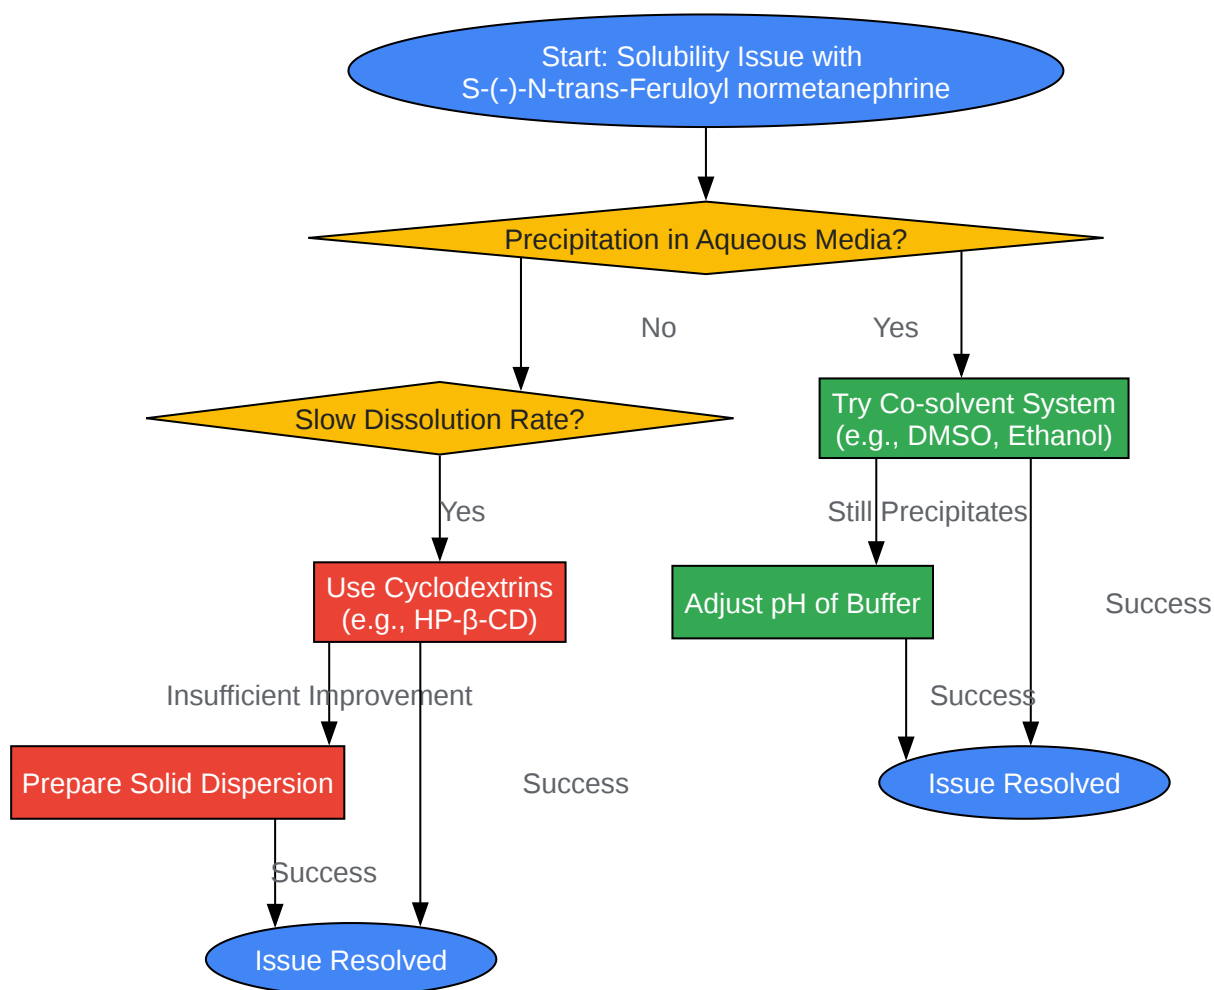 Start: Solubility Issue with
S-(-)-N-trans-Feruloyl normetanephrine
Precipitation in Aqueous Media?
No
Yes
Slow Dissolution Rate?
Try Co-solvent System
(e.g., DMSO, Ethanol)
Yes
Still Precipitates
Use Cyclodextrins
(e.g., HP-β-CD)
Adjust pH of Buffer
Success
Insufficient Improvement
Success
Prepare Solid Dispersion
Success
Issue Resolved
Success
Issue Resolved